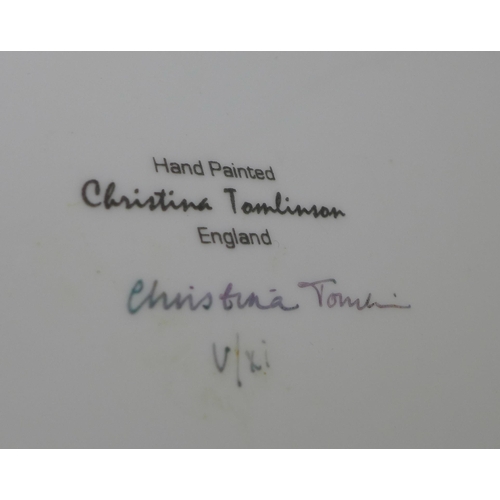 Hand Painted
Christina Tomlinson
England
Christina
V/xi